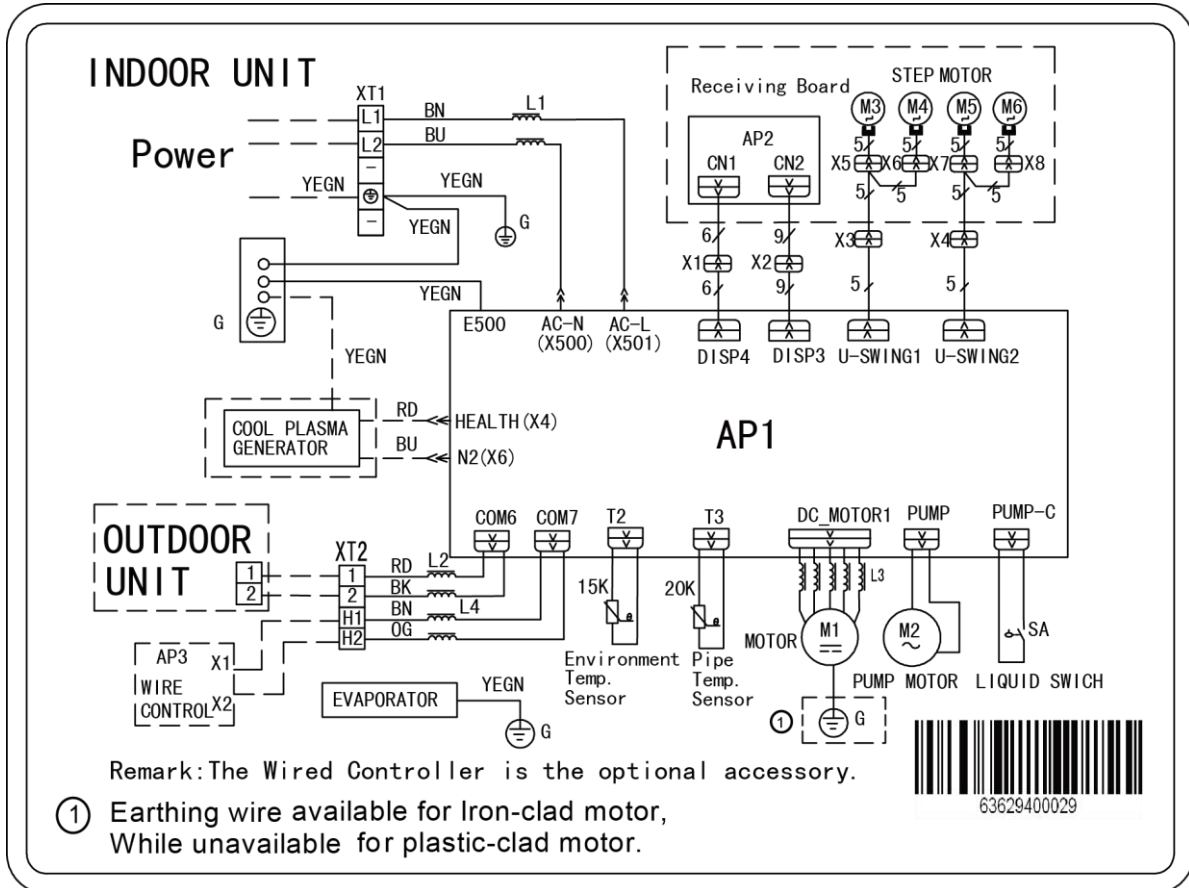 INDOOR UNIT
Power
XT1
L1
L2
-
-
BN
BU
L1
YEGN
YEGN
YEGN
G
YEGN
G
YEGN
Receiving Board
STEP MOTOR
M3
~
M4
~
M5
~
M6
~
AP2
CN1
CN2
5
5
5
5
X5
X6
X7
X8
5
5
5
5
6
9
X3
X4
X1
X2
6
9
5
5
E500
AC-N
(X500)
AC-L
(X501)
DISP4
DISP3
U-SWING1
U-SWING2
COOL PLASMA
GENERATOR
RD
BU
HEALTH(X4)
N2(X6)
AP1
COM6
COM7
T2
T3
DC_MOTOR1
PUMP
PUMP-C
OUTDOOR
UNIT
1
2
XT2
1
2
H1
H2
RD
BK
BN
OG
L2
L4
15K
θ
20K
θ
L3
AP3
WIRE
CONTROL
X1
X2
Environment
Temp.
Sensor
Pipe
Temp.
Sensor
MOTOR
M1
M2
~
SA
PUMP MOTOR
LIQUID SWICH
EVAPORATOR
YEGN
G
①
G
63629400029
Remark:The Wired Controller is the optional accessory.
① Earthing wire available for Iron-clad motor,
While unavailable for plastic-clad motor.